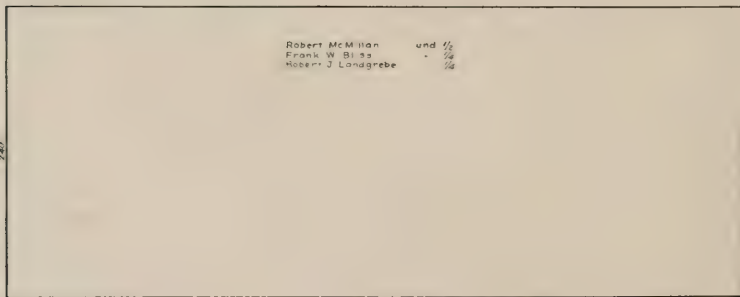 Robert McMillan und 1/2
Frank W Bliss " 1/4
Robert J Landgrebe 1/4